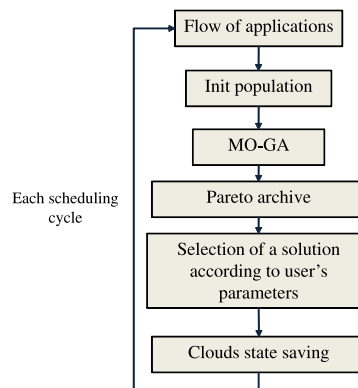 Flow of applications
Init population
MO-GA
Each scheduling
cycle
Pareto archive
Selection of a solution
according to user's
parameters
Clouds state saving